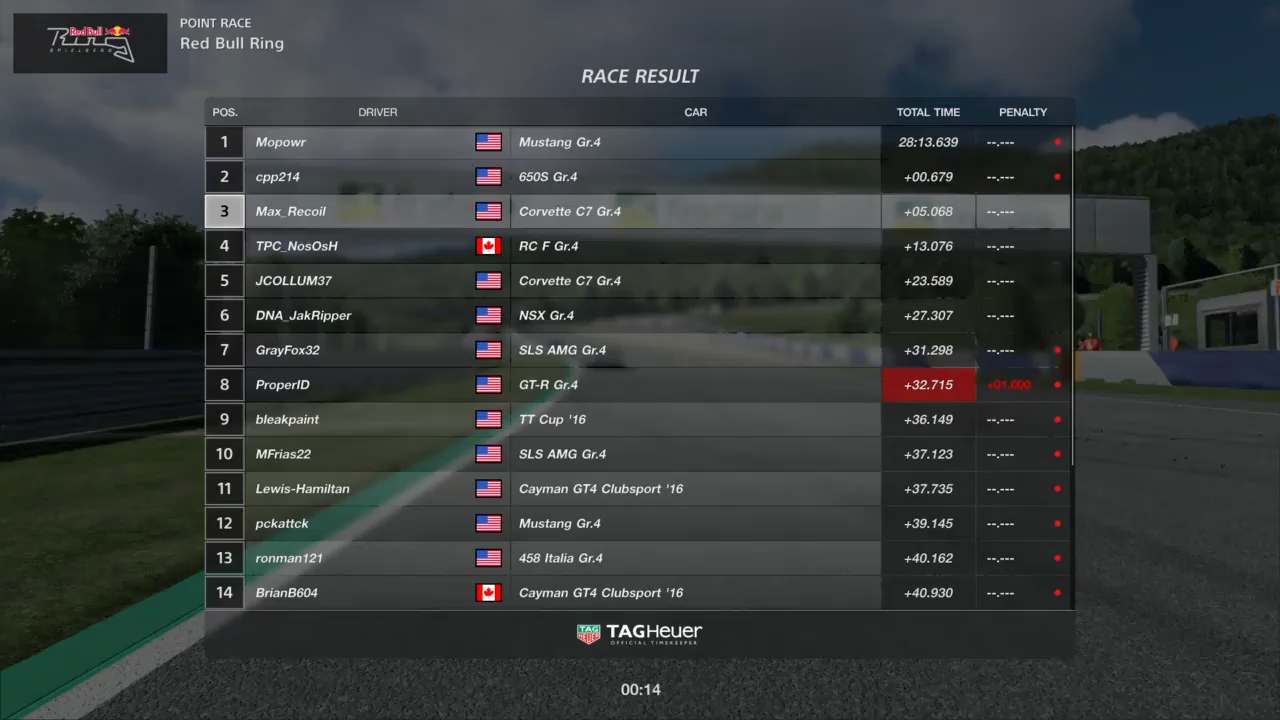 Red Bull
Ring
SPIELBERG
POINT RACE
Red Bull Ring
RACE RESULT
POS. DRIVER CAR TOTAL TIME PENALTY
1 Mopowr Mustang Gr.4 28:13.639 --.---
2 cpp214 650S Gr.4 +00.679 --.---
3 Max_Recoil Corvette C7 Gr.4 +05.068 --.---
4 TPC_NosOsH RC F Gr.4 +13.076 --.---
5 JCOLLUM37 Corvette C7 Gr.4 +23.589 --.---
6 DNA_JakRipper NSX Gr.4 +27.307 --.---
7 GrayFox32 SLS AMG Gr.4 +31.298 --.---
8 ProperID GT-R Gr.4 +32.715 +01.000
9 bleakpaint TT Cup '16 +36.149 --.---
10 MFrias22 SLS AMG Gr.4 +37.123 --.---
11 Lewis-Hamiltan Cayman GT4 Clubsport '16 +37.735 --.---
12 pckattck Mustang Gr.4 +39.145 --.---
13 ronman121 458 Italia Gr.4 +40.162 --.---
14 BrianB604 Cayman GT4 Clubsport '16 +40.930 --.---
TAG HEUER TAGHeuer
OFFICIAL TIMEKEEPER
00:14